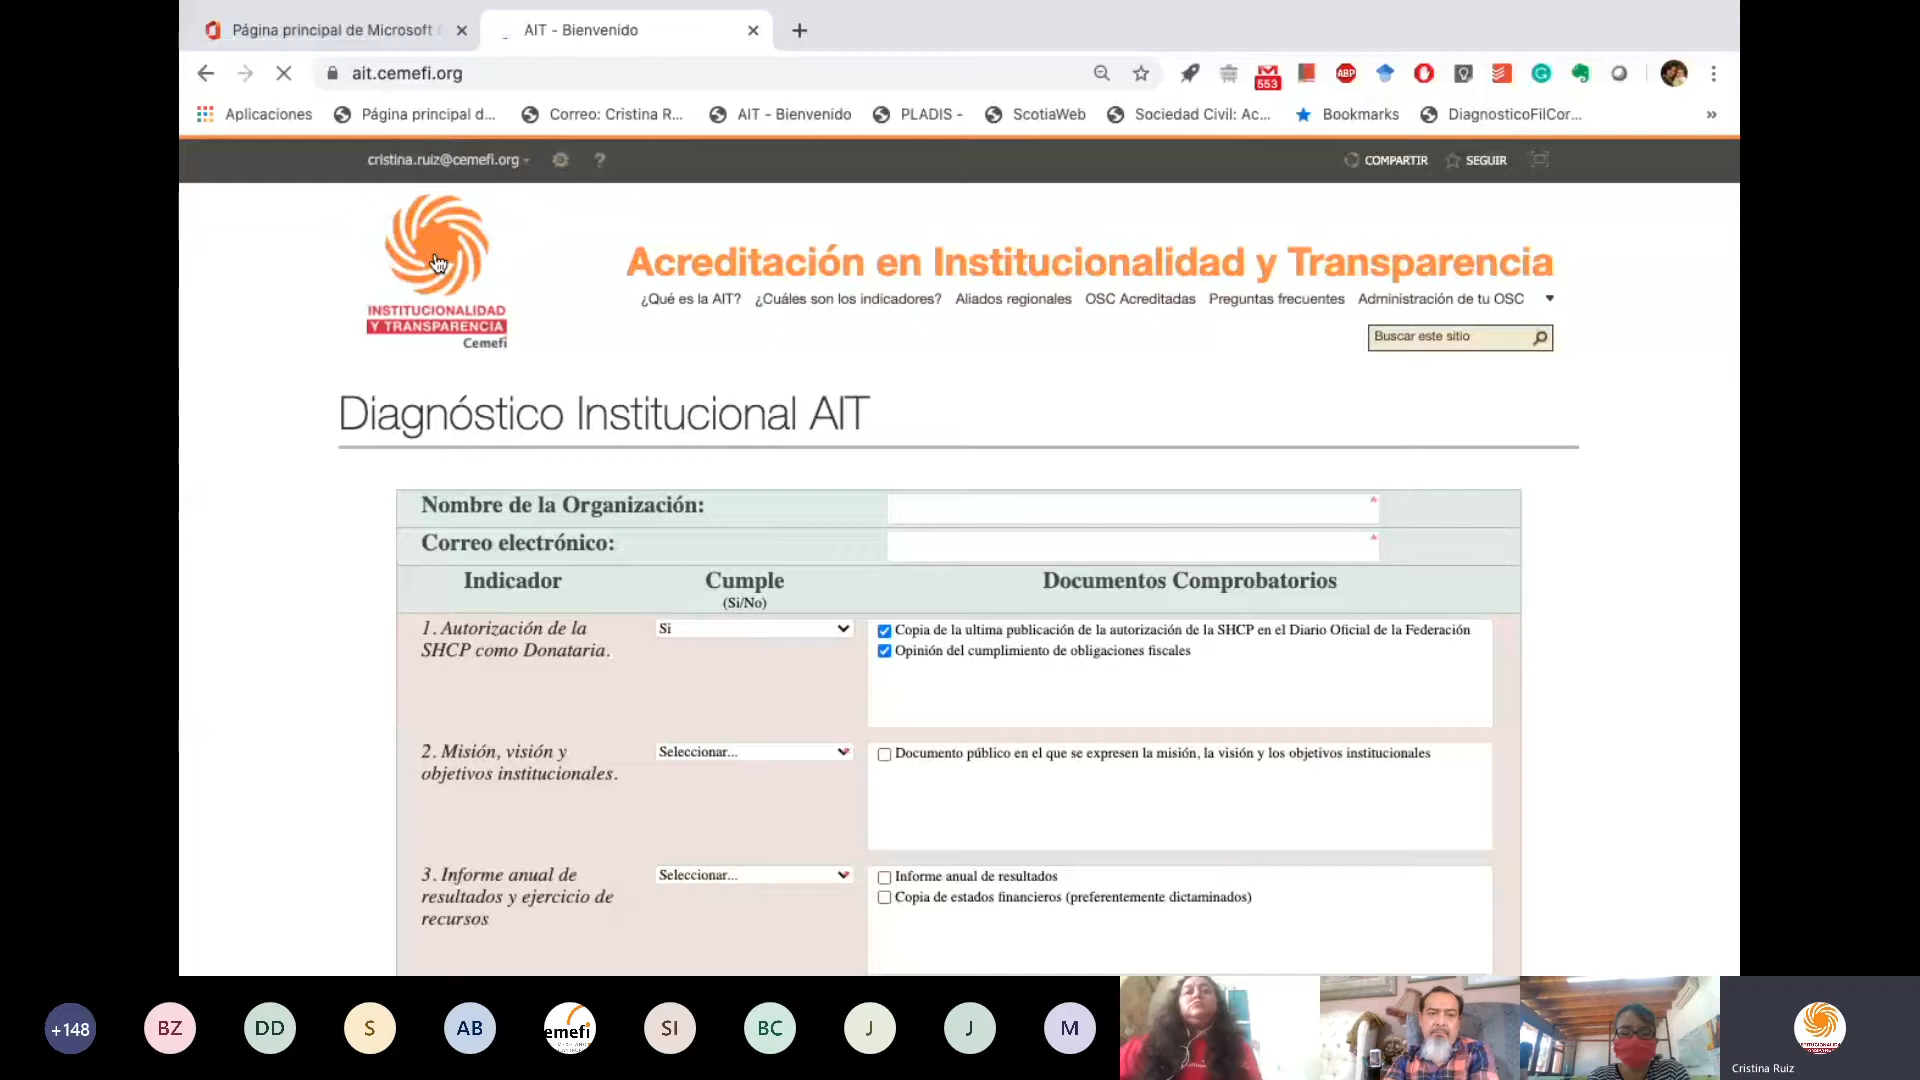 Página principal de Microsoft
AIT - Bienvenido
ait.cemefi.org
553
ABP
Aplicaciones
Página principal d...
Correo: Cristina R...
AIT - Bienvenido
PLADIS -
ScotiaWeb
Sociedad Civil: Ac...
Bookmarks
DiagnosticoFilCor...
»
cristina.ruiz@cemefi.org
?
COMPARTIR
SEGUIR
INSTITUCIONALIDAD
Y TRANSPARENCIA
Cemefi
Acreditación en Institucionalidad y Transparencia
¿Qué es la AIT? ¿Cuáles son los indicadores? Aliados regionales OSC Acreditadas Preguntas frecuentes Administración de tu OSC
Buscar este sitio
Diagnóstico Institucional AIT
Nombre de la Organización: *
Correo electrónico: *
Indicador
Cumple
(Si/No)
Documentos Comprobatorios
1. Autorización de la
SHCP como Donataria.
Si
Copia de la ultima publicación de la autorización de la SHCP en el Diario Oficial de la Federación
Opinión del cumplimiento de obligaciones fiscales
2. Misión, visión y
objetivos institucionales.
Seleccionar...
Documento público en el que se expresen la misión, la visión y los objetivos institucionales
3. Informe anual de
resultados y ejercicio de
recursos
Seleccionar...
Informe anual de resultados
Copia de estados financieros (preferentemente dictaminados)
+148
BZ
DD
S
AB
emefi
SI
BC
J
J
M
Cristina Ruiz